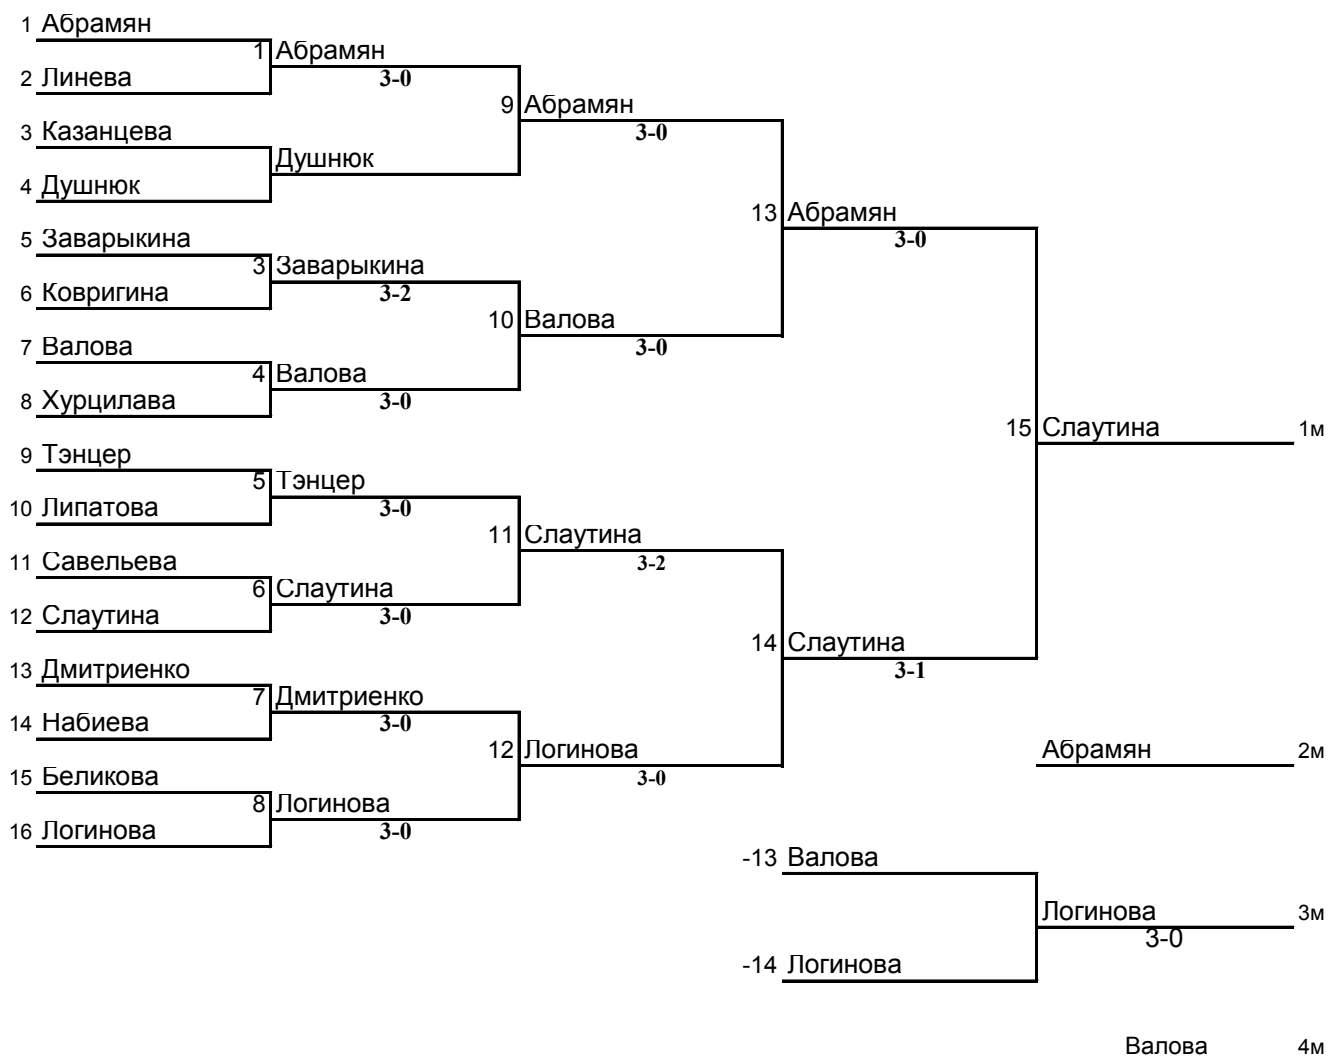 1 Абрамян
1 Абрамян
2 Линева
3-0
9 Абрамян
3 Казанцева
3-0
Душнюк
4 Душнюк
13 Абрамян
5 Заварыкина
3-0
3 Заварыкина
6 Ковригина
3-2
10 Валова
7 Валова
3-0
4 Валова
8 Хурцилава
3-0
15 Слаутина 1м
9 Тэнцер
5 Тэнцер
10 Липатова
3-0
11 Слаутина
11 Савельева
3-2
6 Слаутина
12 Слаутина
3-0
14 Слаутина
13 Дмитриенко
3-1
7 Дмитриенко
14 Набиева
3-0
12 Логинова
Абрамян 2м
15 Беликова
3-0
8 Логинова
16 Логинова
3-0
-13 Валова
Логинова 3м
3-0
-14 Логинова
Валова 4м